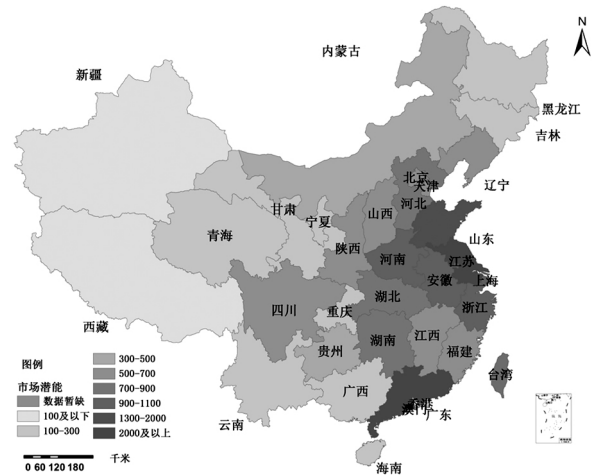 N
内蒙古
新疆
黑龙江
吉林
北京
天津
辽宁
河北
甘肃
宁夏
山西
青海
陕西
山东
河南
江苏
安徽
上海
西藏
四川
重庆
湖北
浙江
湖南
江西
贵州
福建
广西
台湾
云南
香港
澳门
广东
海南
图例
市场潜能
数据暂缺
100及以下
100-300
300-500
500-700
700-900
900-1100
1300-2000
2000及以上
0 60 120 180
千米